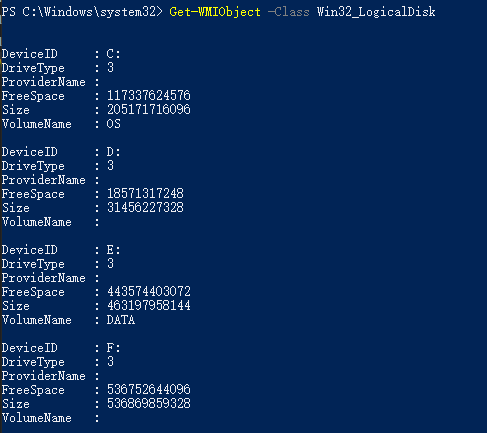 PS C:\Windows\system32> Get-WMIObject -Class Win32_LogicalDisk
DeviceID : C:
DriveType : 3
ProviderName :
FreeSpace : 117337624576
Size : 205171716096
VolumeName : OS
DeviceID : D:
DriveType : 3
ProviderName :
FreeSpace : 18571317248
Size : 31456227328
VolumeName :
DeviceID : E:
DriveType : 3
ProviderName :
FreeSpace : 443574403072
Size : 463197958144
VolumeName : DATA
DeviceID : F:
DriveType : 3
ProviderName :
FreeSpace : 536752644096
Size : 536869859328
VolumeName :